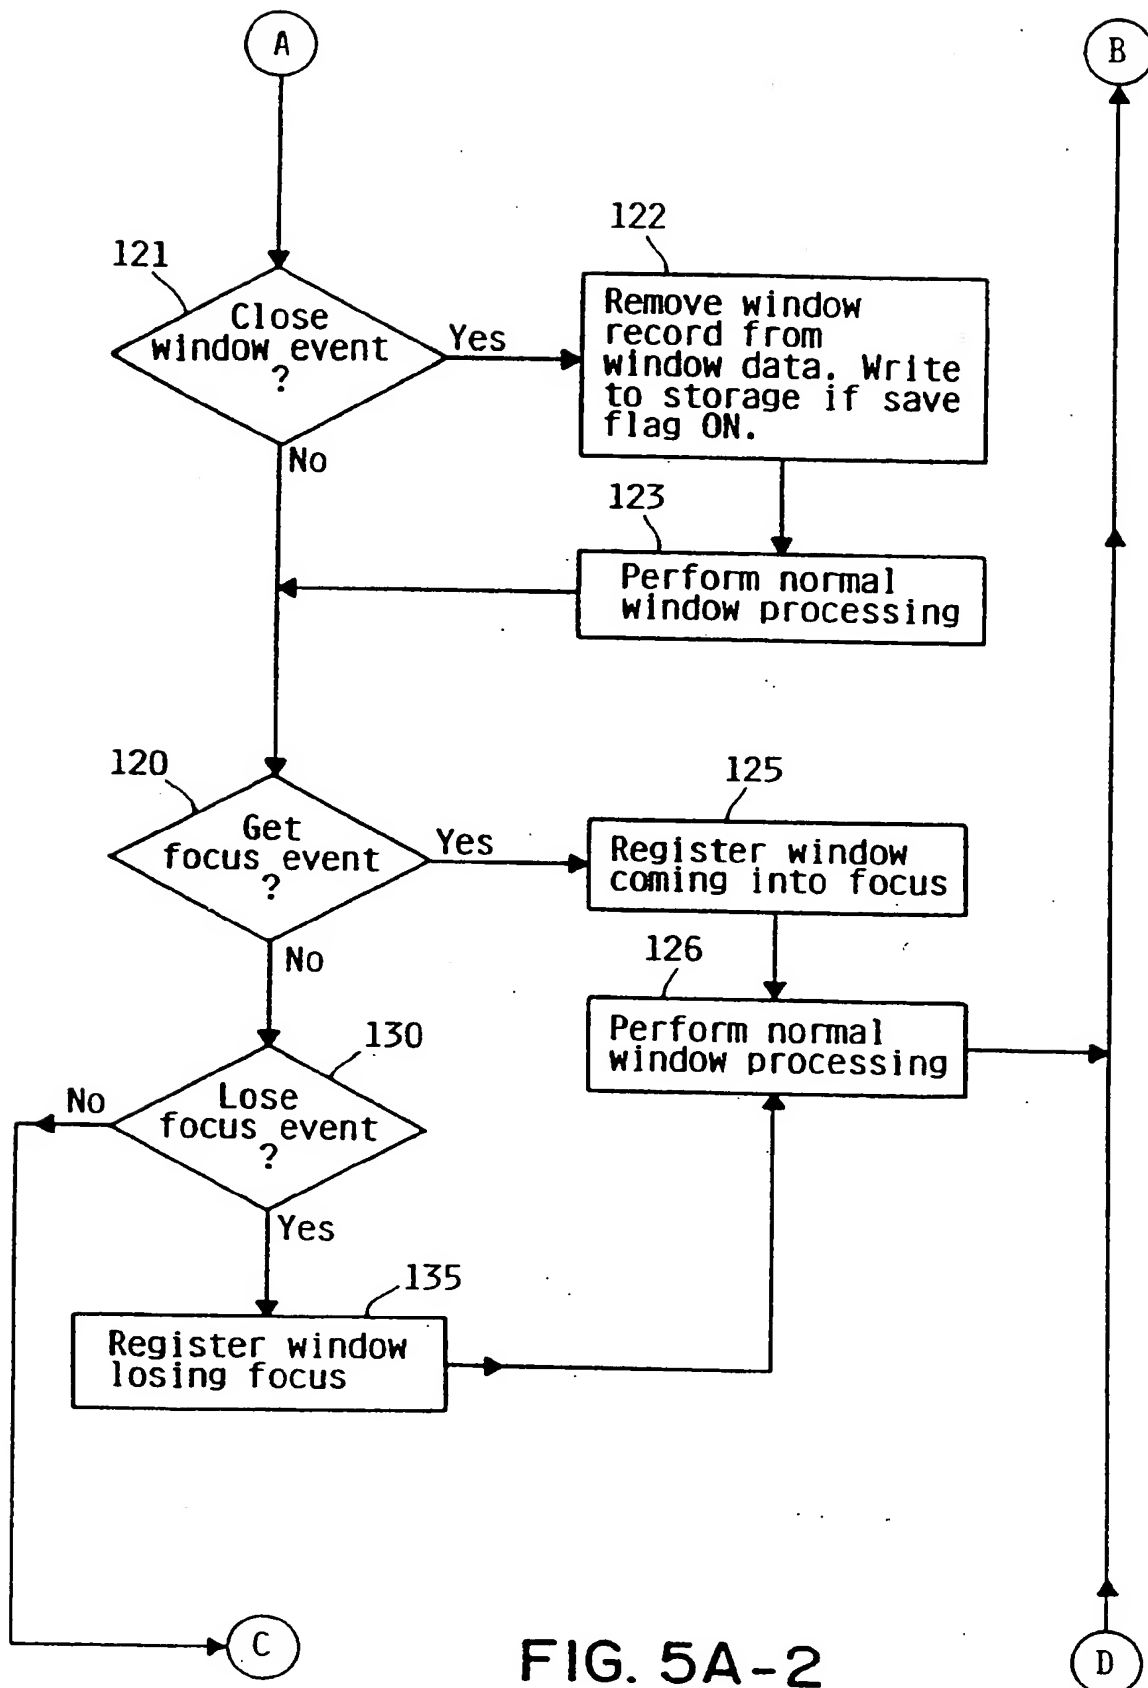 A
B
121
Close
window event
?
Yes
No
122
Remove window
record from
window data. Write
to storage if save
flag ON.
123
Perform normal
window processing
120
Get
focus event
?
Yes
No
125
Register window
coming into focus
126
Perform normal
window processing
130
Lose
focus event
?
No
Yes
135
Register window
losing focus
C
FIG. 5A-2
D